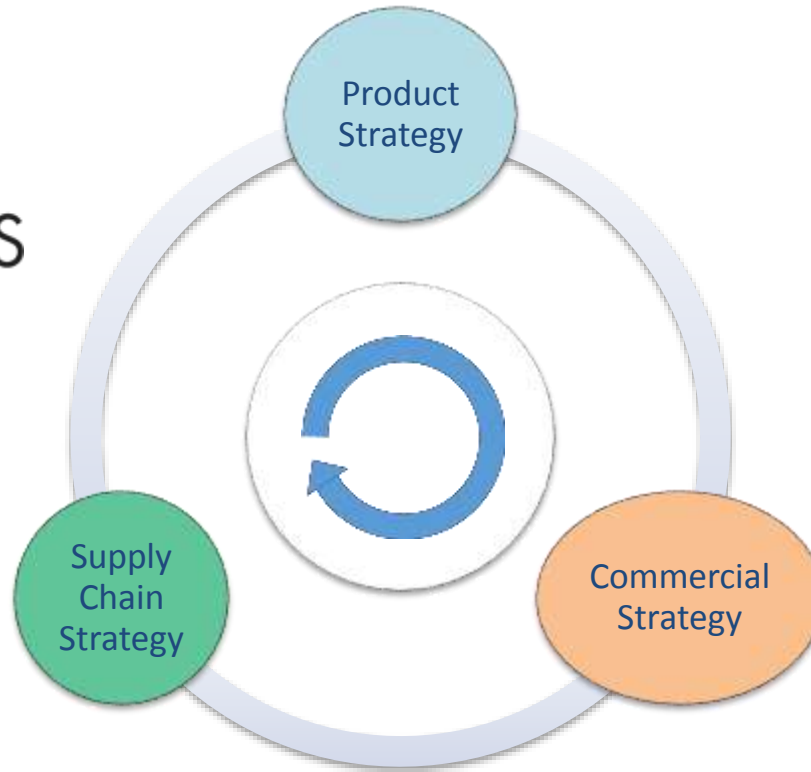 Product
Strategy
s
Supply
Chain
Strategy
Commercial
Strategy